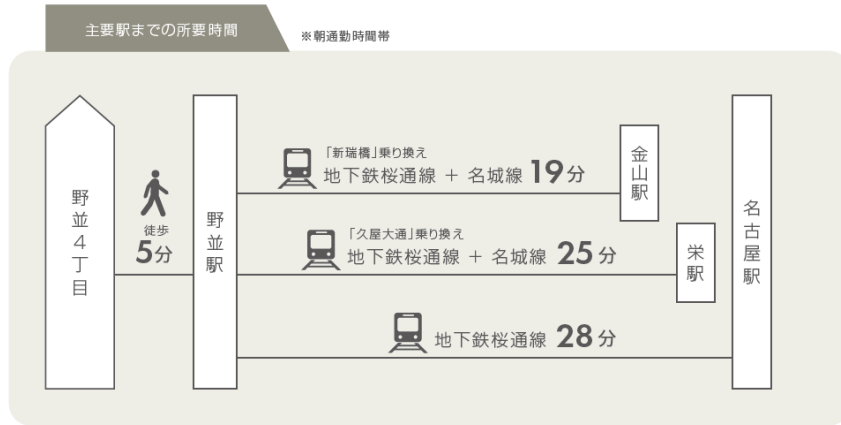 主要駅までの所要時間
※朝通勤時間帯
野並4丁目
徒歩
5分
野並駅
「新瑞橋」乗り換え
地下鉄桜通線 + 名城線 19分
金山駅
「久屋大通」乗り換え
地下鉄桜通線 + 名城線 25分
栄駅
地下鉄桜通線 28分
名古屋駅